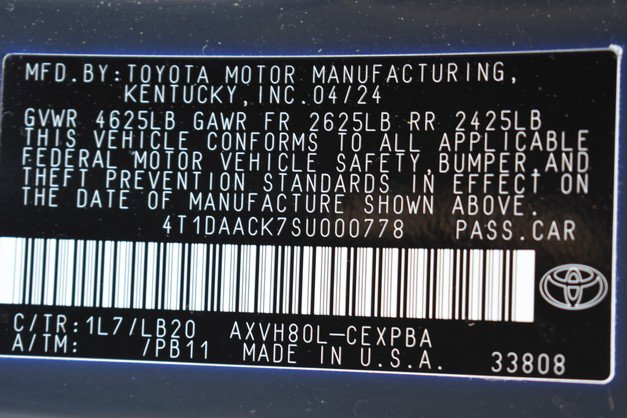 MFD.BY:TOYOTA MOTOR MANUFACTURING,
KENTUCKY,INC.04/24
GVWR 4625LB GAWR FR 2625LB RR 2425LB
THIS VEHICLE CONFORMS TO ALL APPLICABLE
FEDERAL MOTOR VEHICLE SAFETY,BUMPER,AND
THEFT PREVENTION STANDARDS IN EFFECT ON
THE DATE OF MANUFACTURE SHOWN ABOVE.
4T1DAACK7SU000778 PASS.CAR
C/TR:1L7/LB20 AXVH80L-CEXPBA
A/TM: /PB11 MADE IN U.S.A. 33808